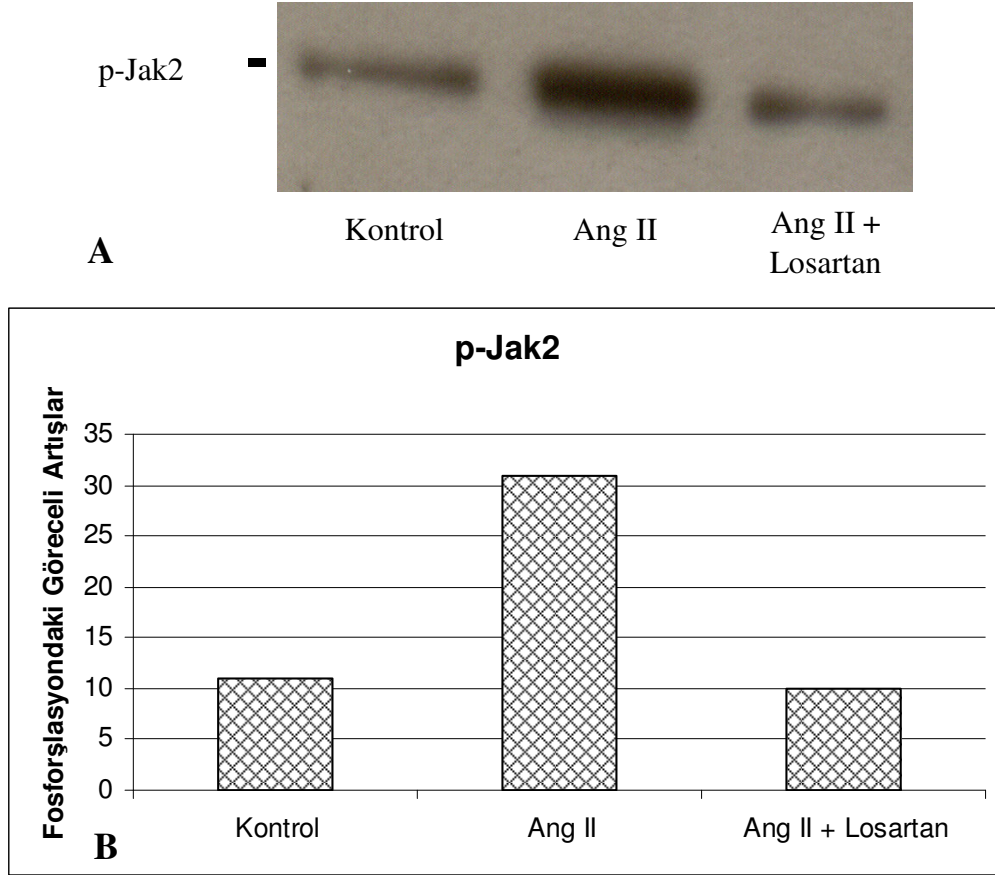 p-Jak2
Kontrol
Ang II
Ang II +
Losartan
A
p-Jak2
Fosforşlasyondaki Göreceli Artışlar
35
30
25
20
15
10
5
0
Kontrol
Ang II
Ang II + Losartan
B